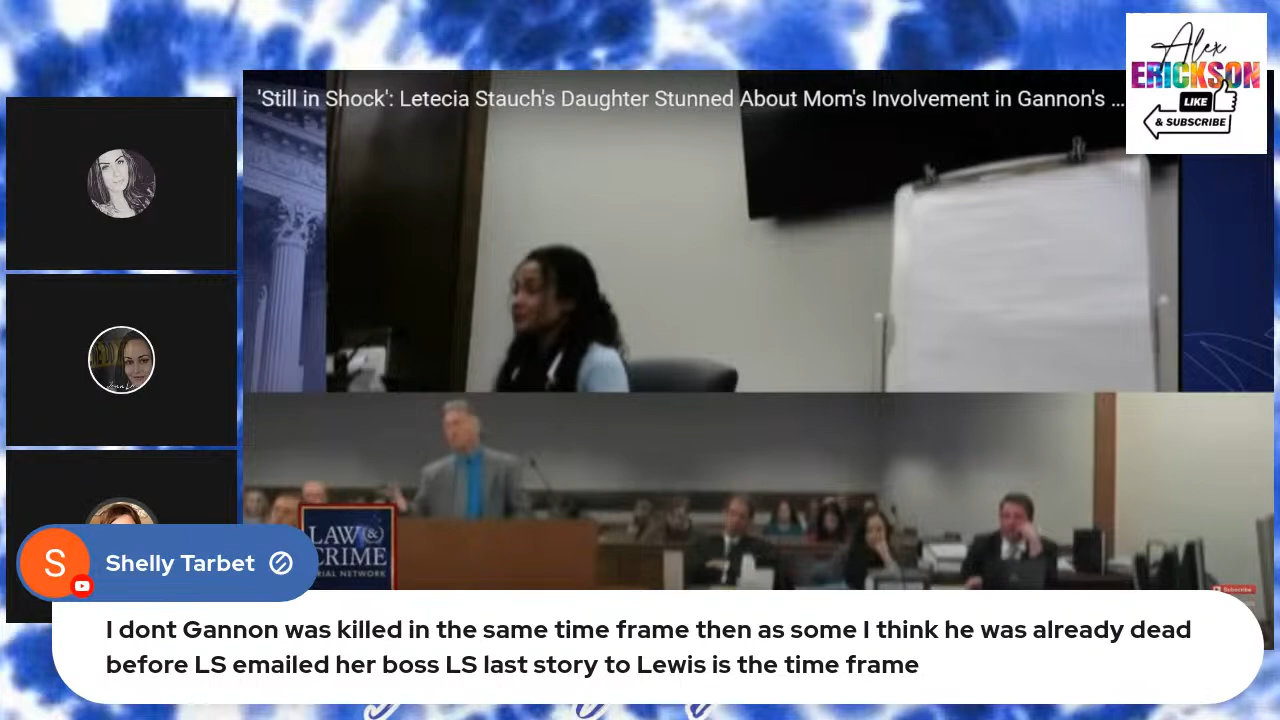 'Still in Shock': Letecia Stauch's Daughter Stunned About Mom's Involvement in Gannon's ...
Alex
ERICKSON
LIKE
& SUBSCRIBE
LAW &
CRIME
Subscribe
S
Shelly Tarbet
I dont Gannon was killed in the same time frame then as some I think he was already dead
before LS emailed her boss LS last story to Lewis is the time frame